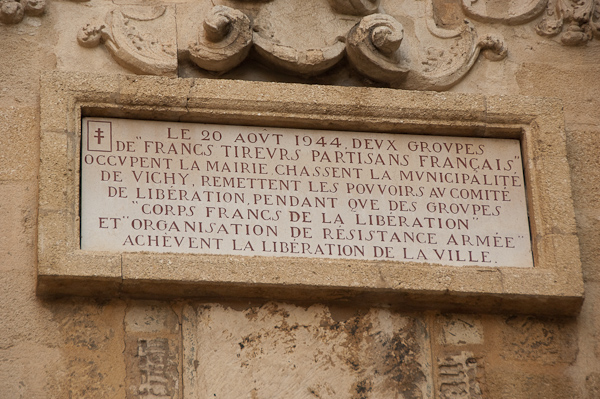 LE 20 AOVT 1944, DEVX GROVPES
DE "FRANCS TIREVRS PARTISANS FRANÇAIS"
OCCVPENT LA MAIRIE, CHASSENT LA MVNICIPALITÉ
DE VICHY, REMETTENT LES POVVOIRS AV COMITÉ
DE LIBÉRATION, PENDANT QVE DES GROVPES
"CORPS FRANCS DE LA LIBÉRATION"
ET "ORGANISATION DE RÉSISTANCE ARMÉE"
ACHÈVENT LA LIBÉRATION DE LA VILLE.